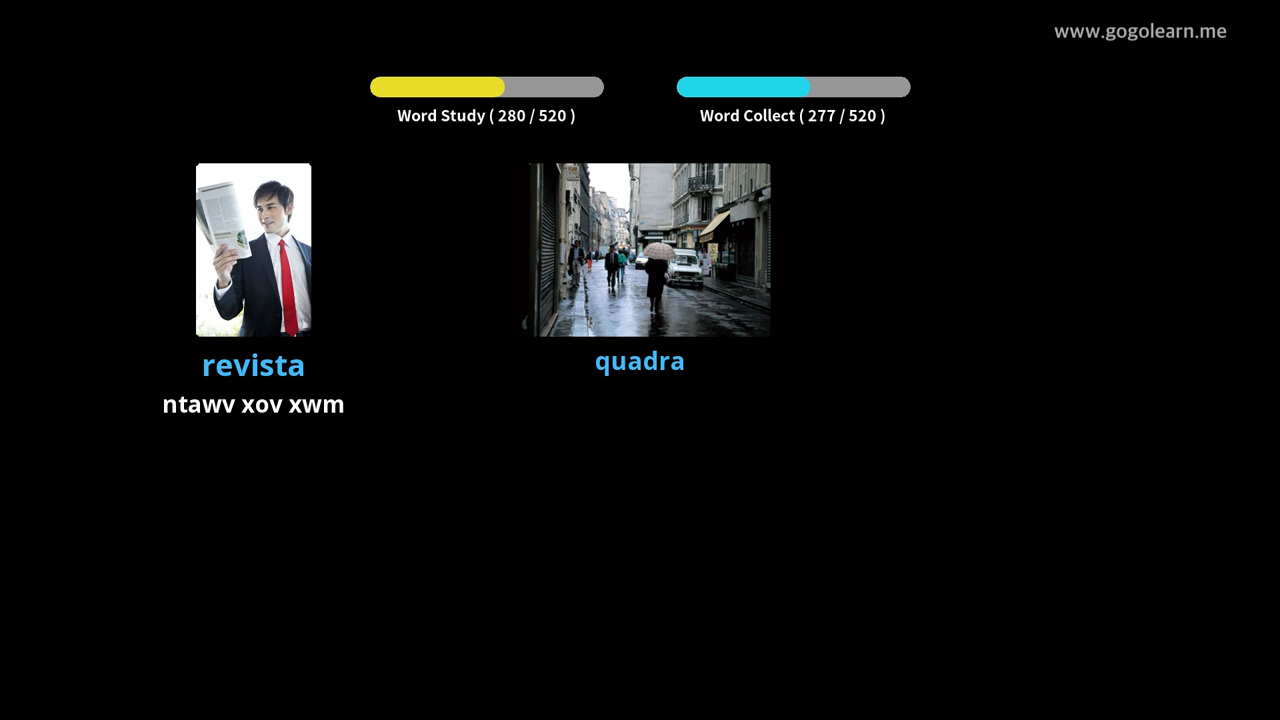 www.gogolearn.me
Word Study ( 280 / 520 )
Word Collect ( 277 / 520 )
revista
ntawv xov xwm
quadra